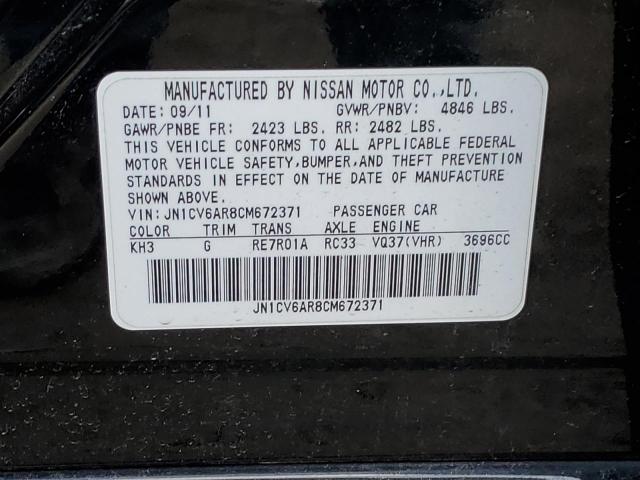 MANUFACTURED BY NISSAN MOTOR CO.,LTD.
DATE: 09/11 GVWR/PNBV: 4846 LBS.
GAWR/PNBE FR: 2423 LBS. RR: 2482 LBS.
THIS VEHICLE CONFORMS TO ALL APPLICABLE FEDERAL
MOTOR VEHICLE SAFETY,BUMPER,AND THEFT PREVENTION
STANDARDS IN EFFECT ON THE DATE OF MANUFACTURE
SHOWN ABOVE.
VIN: JN1CV6AR8CM672371 PASSENGER CAR
COLOR TRIM TRANS AXLE ENGINE
KH3 G RE7R01A RC33 VQ37(VHR) 3696CC
JN1CV6AR8CM672371